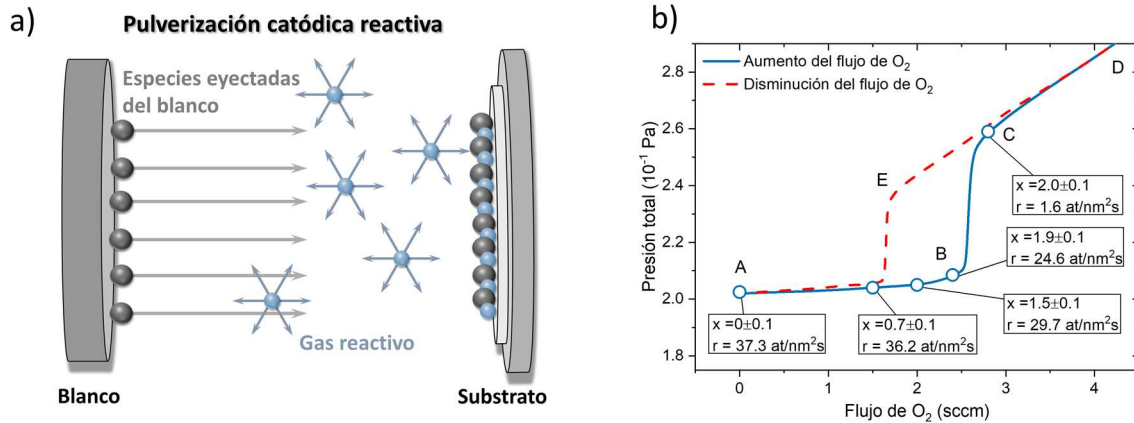 a)
Pulverización catódica reactiva
Especies eyectadas
del blanco
Gas reactivo
Blanco
Substrato
b)
Aumento del flujo de O₂
Disminución del flujo de O₂
Presión total (10⁻¹ Pa)
2.8
2.6
2.4
2.2
2.0
1.8
0
1
2
3
4
Flujo de O₂ (sccm)
A
B
C
D
E
x =0±0.1
r = 37.3 at/nm²s
x =0.7±0.1
r = 36.2 at/nm²s
x =1.5±0.1
r = 29.7 at/nm²s
x =1.9±0.1
r = 24.6 at/nm²s
x =2.0±0.1
r = 1.6 at/nm²s